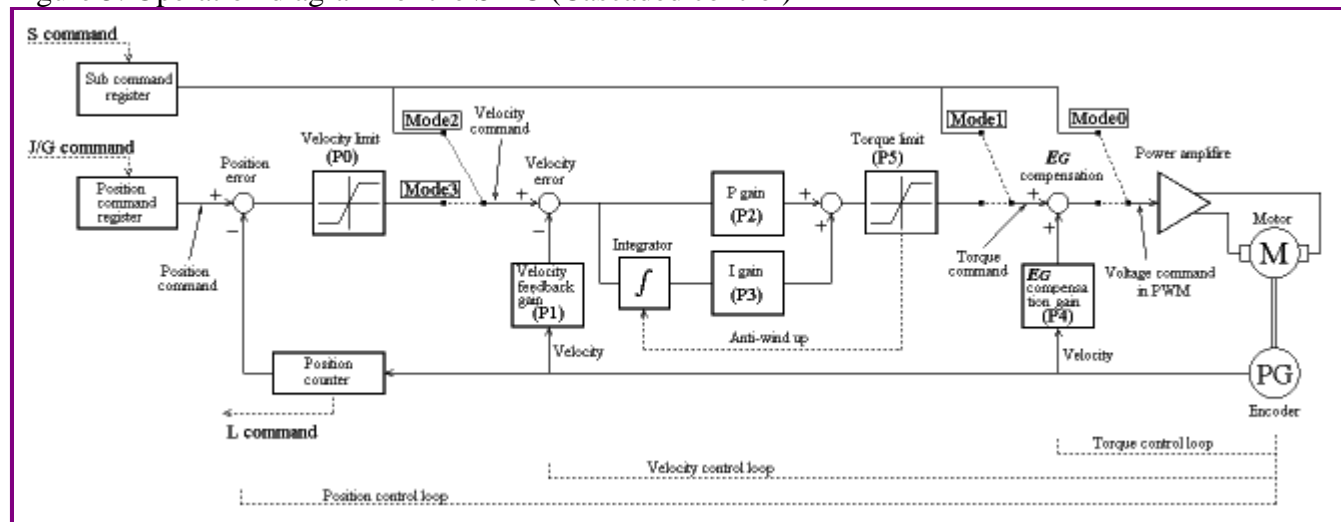 S command
Sub command
register
J/G command
Position
command
register
Position
command
Position
error
Velocity limit
(P0)
Mode2
Mode3
Velocity
command
Velocity
error
Velocity
feedback
gain
(P1)
Velocity
Integrator
∫
P gain
(P2)
I gain
(P3)
Anti-wind up
Torque limit
(P5)
Mode1
Mode0
EG
compensation
Torque
command
EG
compensa
tion gain
(P4)
Velocity
Power amplifire
Voltage command
in PWM
Motor
M
PG
Encoder
Position
counter
L command
Torque control loop
Velocity control loop
Position control loop